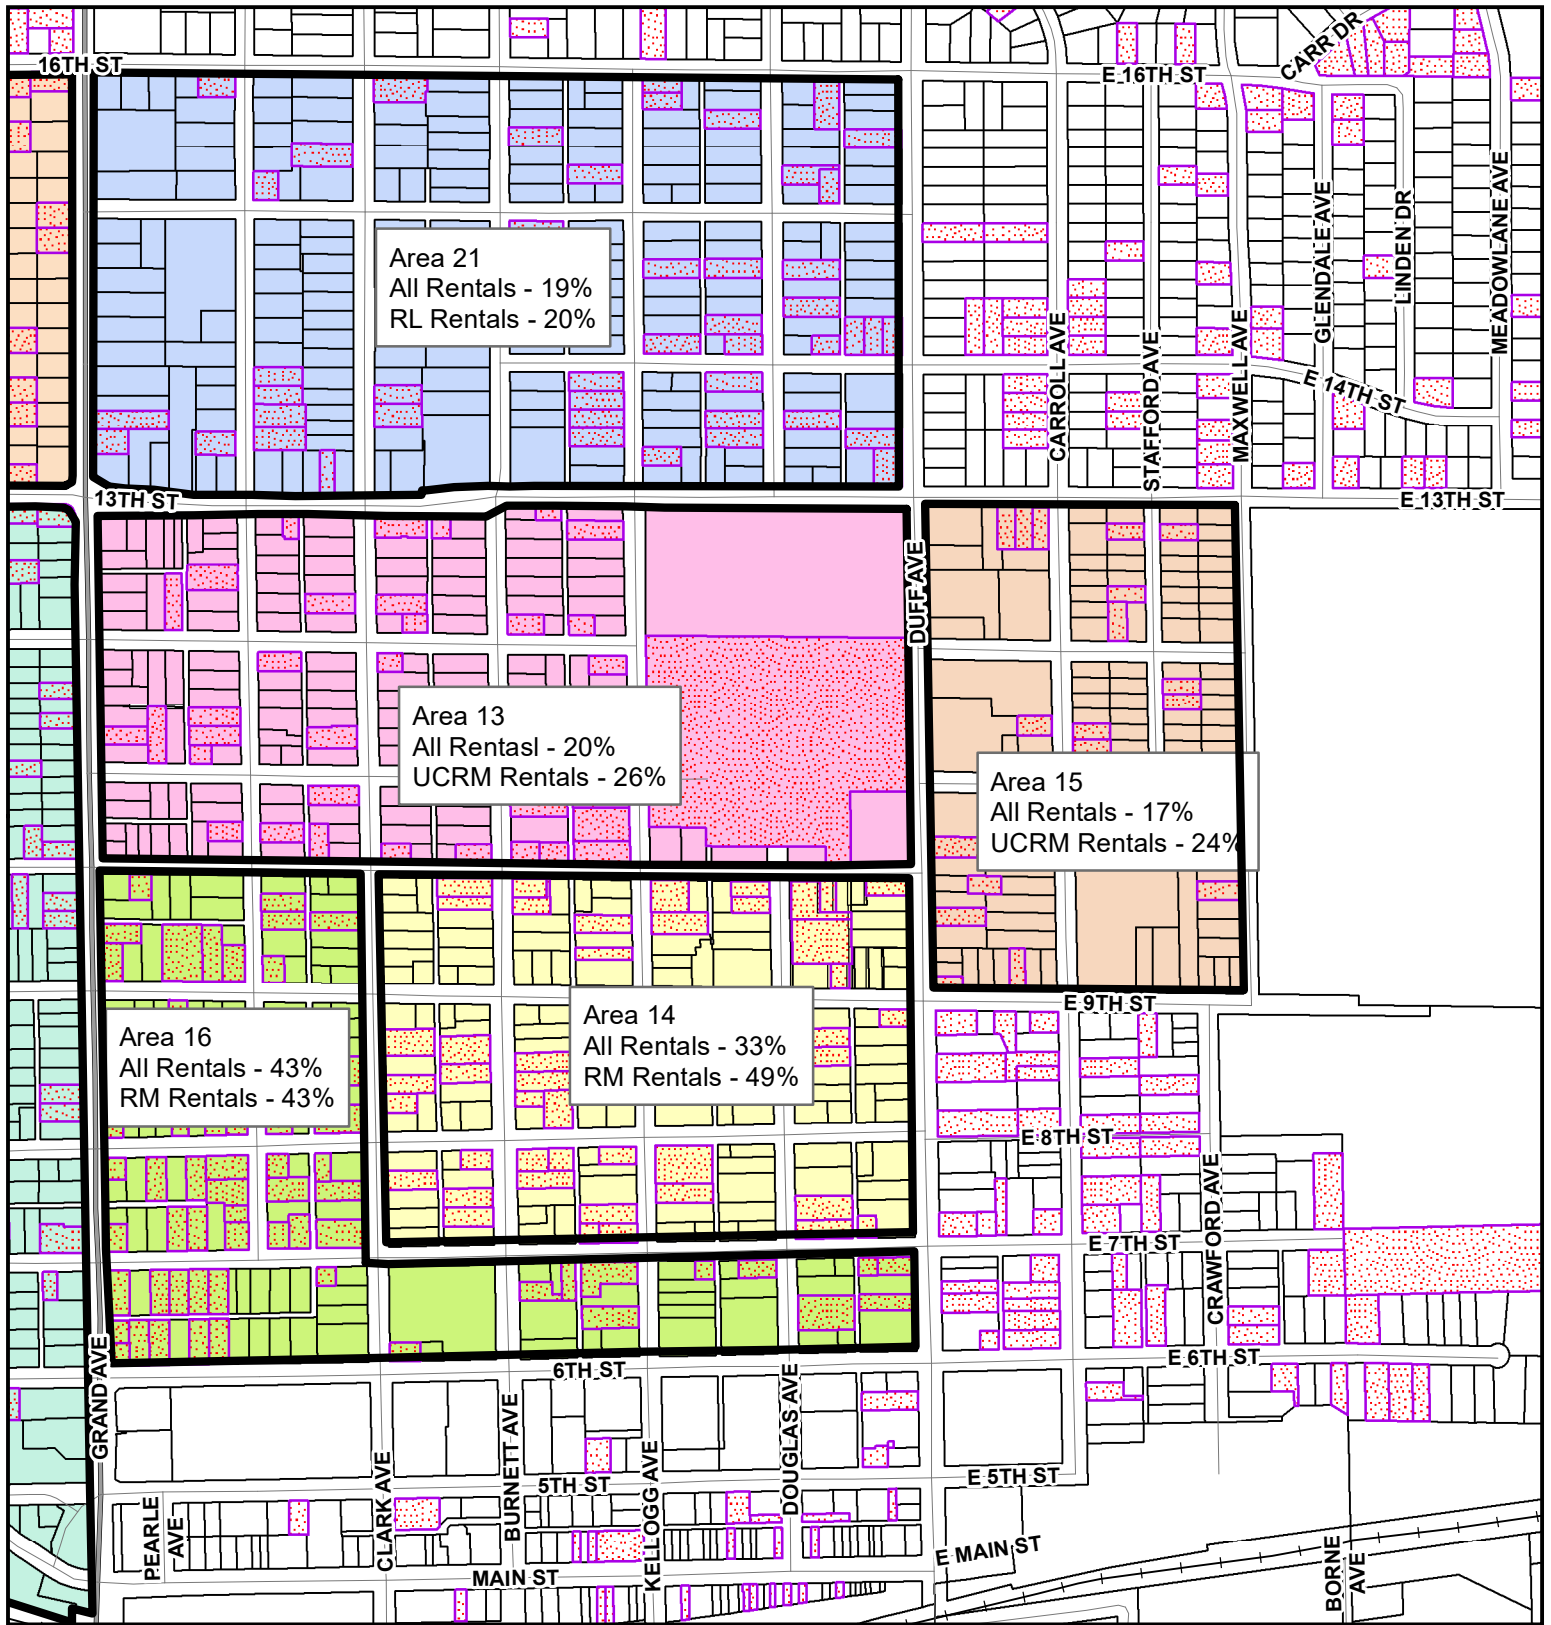 CARR DR
16TH ST
E 16TH ST
MEADOWLANE AVE
GLENDALE AVE
LINDEN DR
Area 21
All Rentals - 19%
RL Rentals - 20%
CARROLL AVE
STAFFORD AVE
MAXWELL AVE
E 14TH ST
13TH ST
E 13TH ST
DUFF AVE
Area 13
All Rentasl - 20%
UCRM Rentals - 26%
Area 15
All Rentals - 17%
UCRM Rentals - 24%
E 9TH ST
Area 16
All Rentals - 43%
RM Rentals - 43%
Area 14
All Rentals - 33%
RM Rentals - 49%
E 8TH ST
CRAWFORD AVE
E 7TH ST
GRAND AVE
6TH ST
E 6TH ST
CLARK AVE
BURNETT AVE
KELLOGG AVE
DOUGLAS AVE
5TH ST
E 5TH ST
PEARLE
AVE
MAIN ST
E MAIN ST
BORNE
AVE